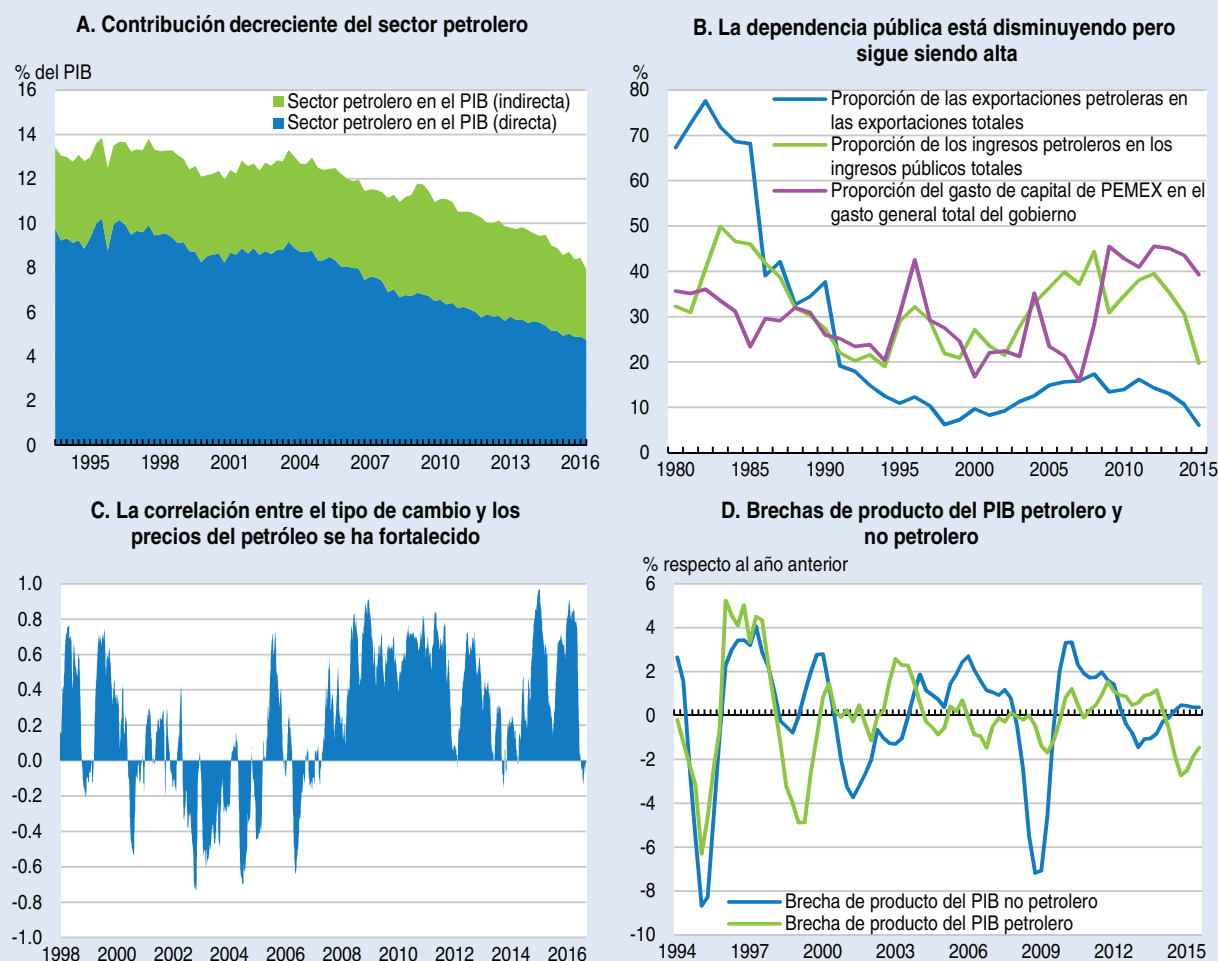 A. Contribución decreciente del sector petrolero
% del PIB
16
14
12
10
8
6
4
2
0
Sector petrolero en el PIB (indirecta)
Sector petrolero en el PIB (directa)
1995 1998 2001 2004 2007 2010 2013 2016
B. La dependencia pública está disminuyendo pero
sigue siendo alta
%
80
70
60
50
40
30
20
10
0
Proporción de las exportaciones petroleras en
las exportaciones totales
Proporción de los ingresos petroleros en los
ingresos públicos totales
Proporción del gasto de capital de PEMEX en el
gasto general total del gobierno
1980 1985 1990 1995 2000 2005 2010 2015
C. La correlación entre el tipo de cambio y los
precios del petróleo se ha fortalecido
1.0
0.8
0.6
0.4
0.2
0.0
-0.2
-0.4
-0.6
-0.8
-1.0
1998 2000 2002 2004 2006 2008 2010 2012 2014 2016
D. Brechas de producto del PIB petrolero y
no petrolero
% respecto al año anterior
6
4
2
0
-2
-4
-6
-8
-10
Brecha de producto del PIB no petrolero
Brecha de producto del PIB petrolero
1994 1997 2000 2003 2006 2009 2012 2015